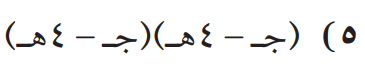 ٥) (جـ – ٤هـ)(جـ – ٤هـ)